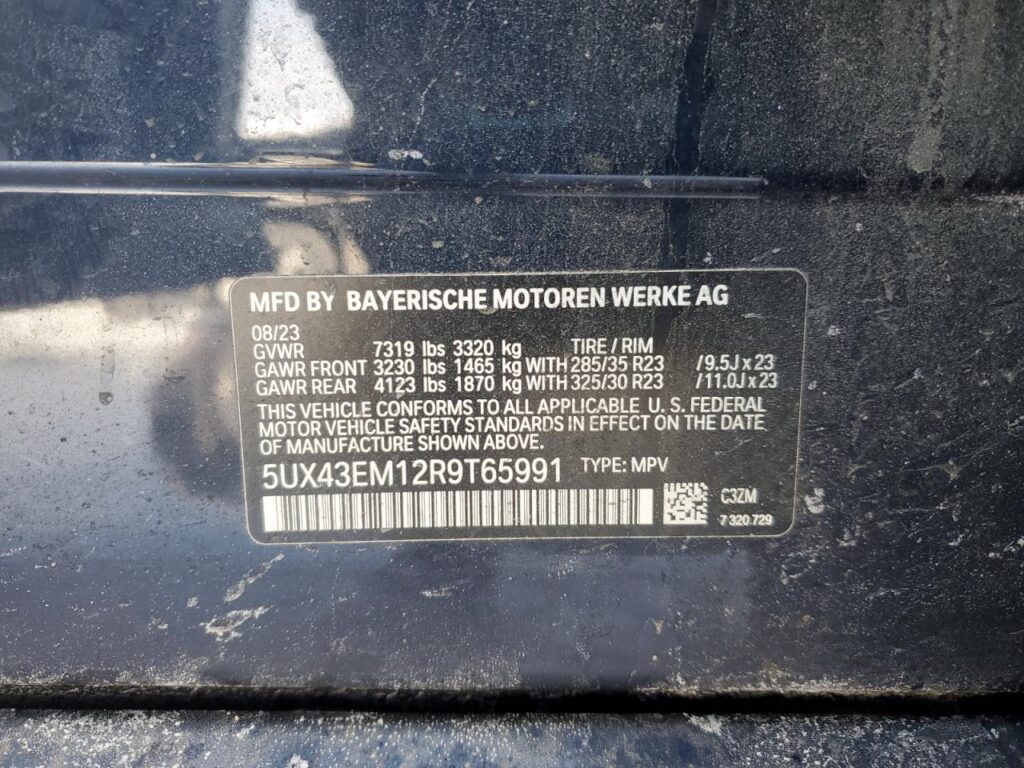 MFD BY BAYERISCHE MOTOREN WERKE AG
08/23
GVWR 7319 lbs 3320 kg TIRE / RIM
GAWR FRONT 3230 lbs 1465 kg WITH 285/35 R23 /9.5J x 23
GAWR REAR 4123 lbs 1870 kg WITH 325/30 R23 /11.0J x 23
THIS VEHICLE CONFORMS TO ALL APPLICABLE U. S. FEDERAL
MOTOR VEHICLE SAFETY STANDARDS IN EFFECT ON THE DATE
OF MANUFACTURE SHOWN ABOVE.
5UX43EM12R9T65991 TYPE: MPV
C3ZM
7 320 729